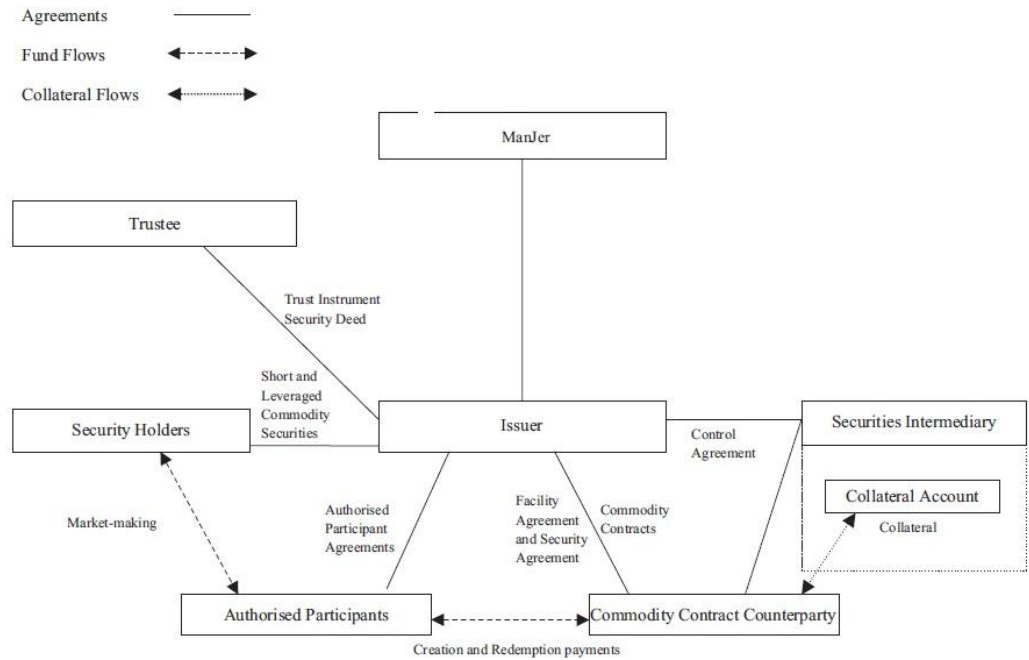 Agreements
Fund Flows
Collateral Flows
ManJer
Trustee
Trust Instrument
Security Deed
Short and
Leveraged
Commodity
Securities
Security Holders
Issuer
Securities Intermediary
Control
Agreement
Collateral Account
Collateral
Market-making
Authorised
Participant
Agreements
Facility
Agreement
and Security
Agreement
Commodity
Contracts
Authorised Participants
Commodity Contract Counterparty
Creation and Redemption payments